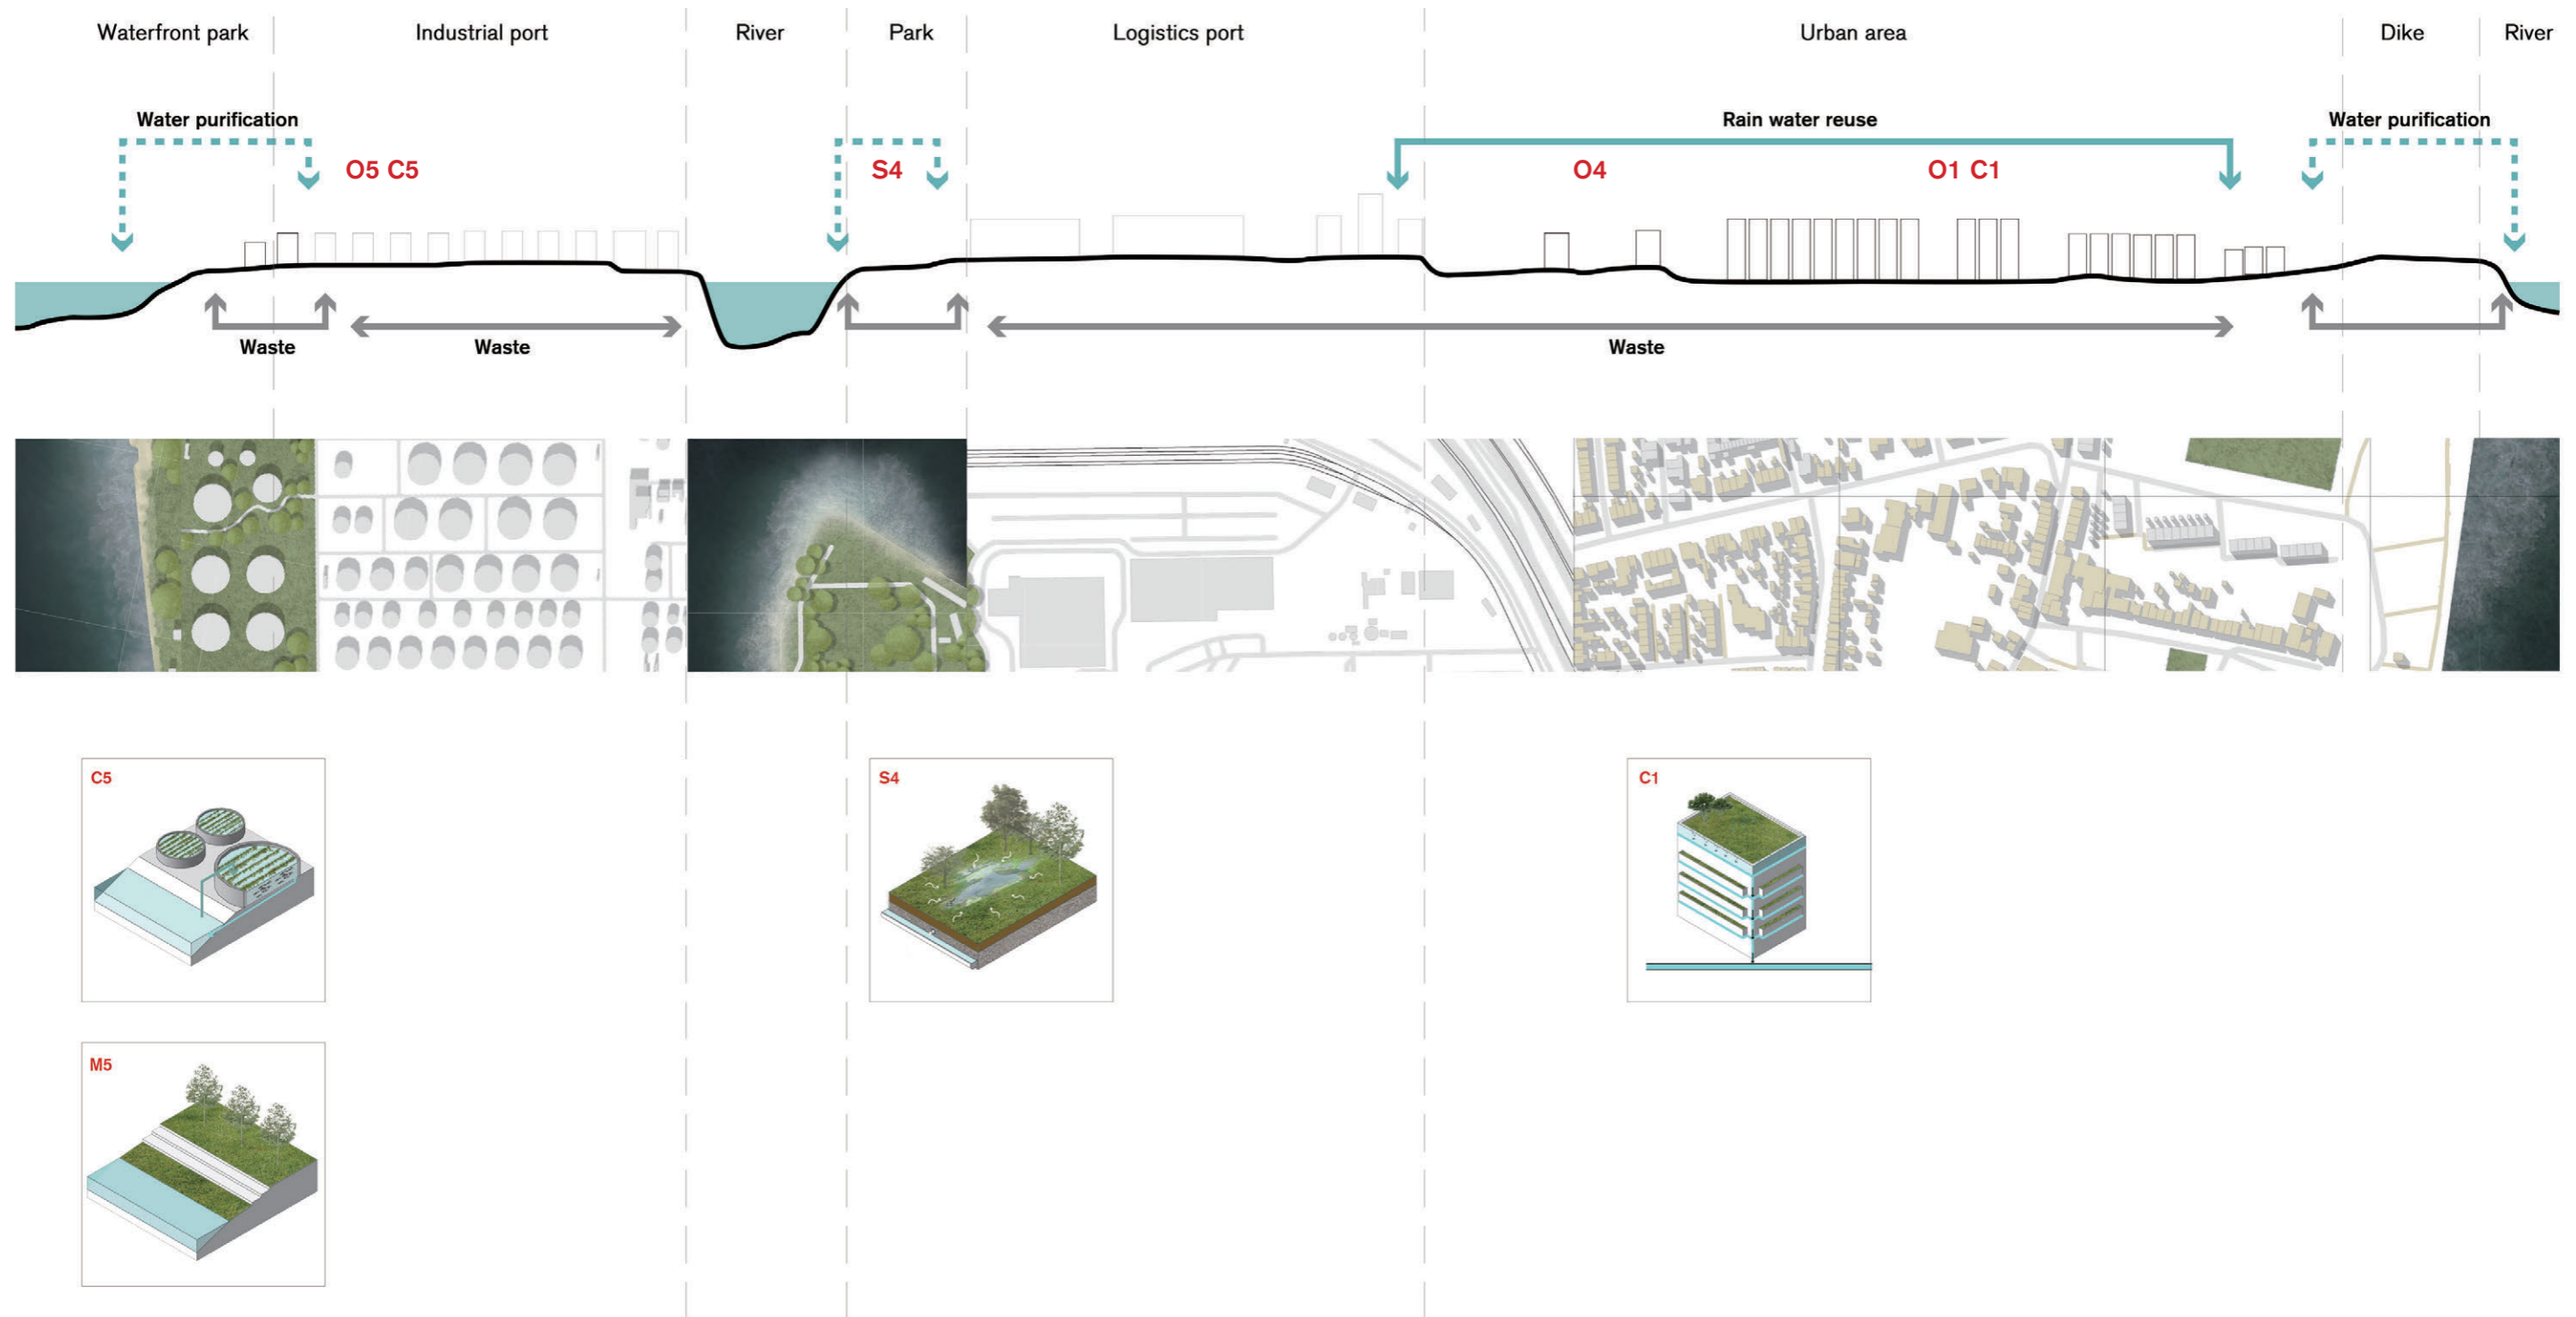 Waterfront park
Industrial port
River
Park
Logistics port
Urban area
Dike
River
Water purification
Rain water reuse
Water purification
O5 C5
S4
O4
O1 C1
Waste
Waste
Waste
C5
S4
C1
M5